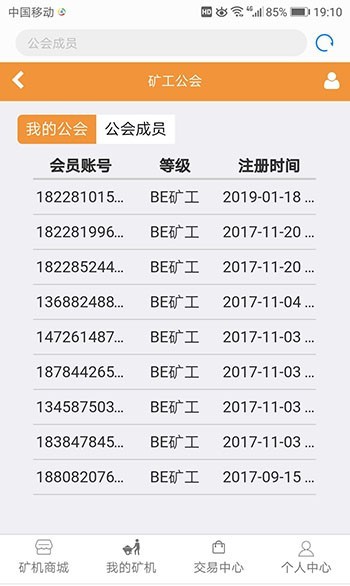 中国移动 HD 46 85% 19:10
公会成员
矿工公会
我的公会 公会成员
会员账号 等级 注册时间
182281015... BE矿工 2019-01-18 ...
182281996... BE矿工 2017-11-20 ...
182285244... BE矿工 2017-11-20 ...
136882488... BE矿工 2017-11-04 ...
147261487... BE矿工 2017-11-03 ...
187844265... BE矿工 2017-11-03 ...
134587503... BE矿工 2017-11-03 ...
183847845... BE矿工 2017-11-03 ...
188082076... BE矿工 2017-09-15 ...
矿机商城 我的矿机 交易中心 个人中心